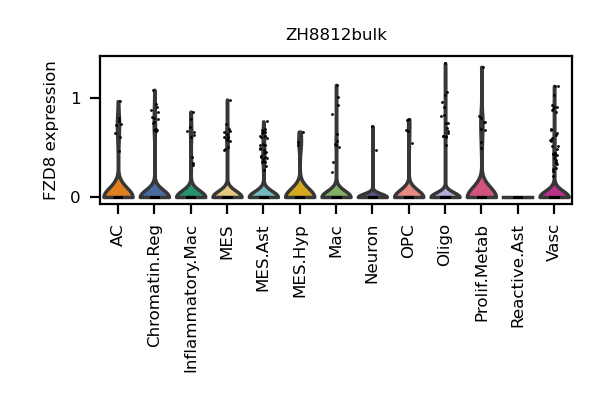 ZH8812bulk
FZD8 expression
1
0
AC
Chromatin.Reg
Inflammatory.Mac
MES
MES.Ast
MES.Hyp
Mac
Neuron
OPC
Oligo
Prolif.Metab
Reactive.Ast
Vasc